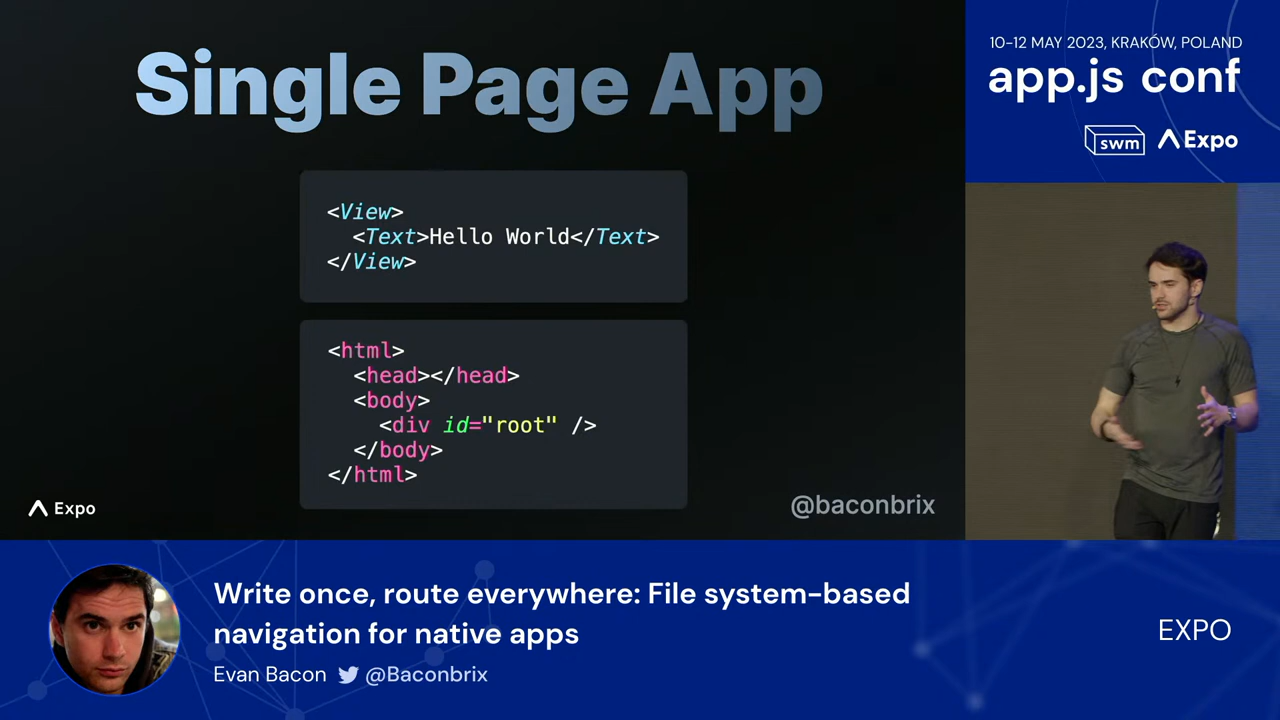 Single Page App
<View>
<Text>Hello World</Text>
</View>
<html>
<head></head>
<body>
<div id="root" />
</body>
</html>
Expo
@baconbrix
10-12 MAY 2023, KRAKÓW, POLAND
app.js conf
swm
Expo
Write once, route everywhere: File system-based
navigation for native apps
Evan Bacon @Baconbrix
EXPO